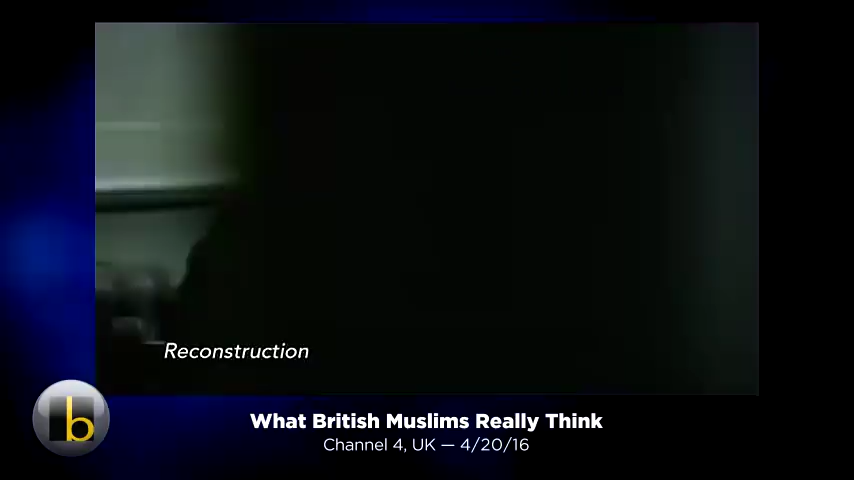 Reconstruction
b
What British Muslims Really Think
Channel 4, UK — 4/20/16